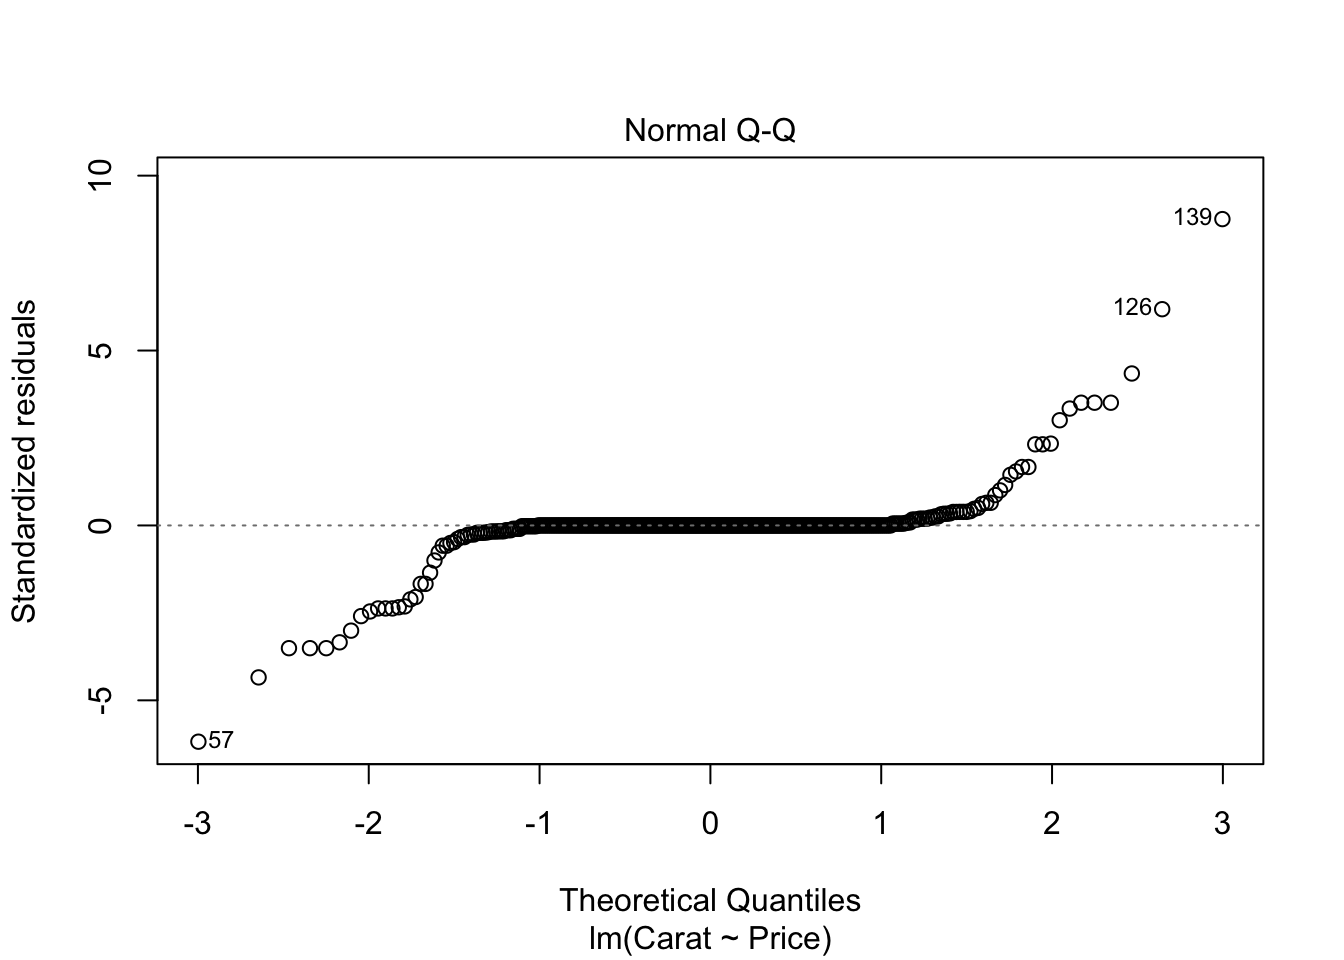 Normal Q-Q
Standardized residuals
10
5
0
-5
139
126
57
-3 -2 -1 0 1 2 3
Theoretical Quantiles
lm(Carat ~ Price)